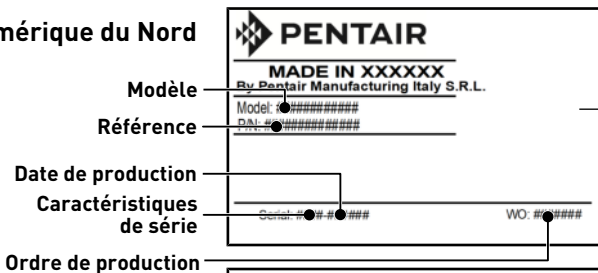 mérique du Nord
PENTAIR
MADE IN XXXXXX
By Pentair Manufacturing Italy S.R.L.
Modèle
Model: ###########
Référence
P/N: #############
Date de production
Caractéristiques
de série
Serial: ####-######
WO: #######
Ordre de production